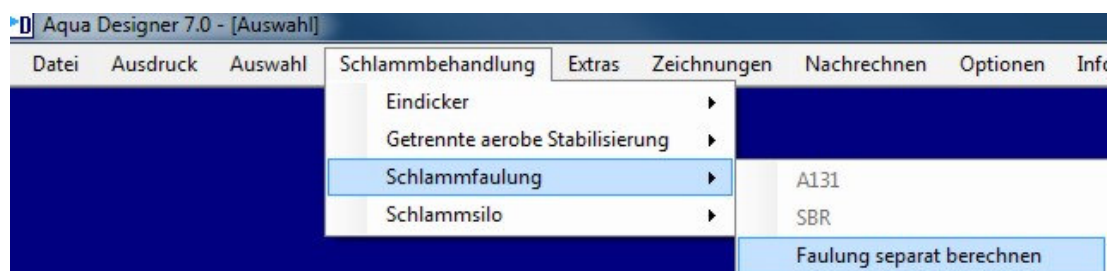 D Aqua Designer 7.0 - [Auswahl]
Datei Ausdruck Auswahl Schlammbehandlung Extras Zeichnungen Nachrechnen Optionen Info
Eindicker
Getrennte aerobe Stabilisierung
Schlammfaulung
A131
Schlammsilo
SBR
Faulung separat berechnen